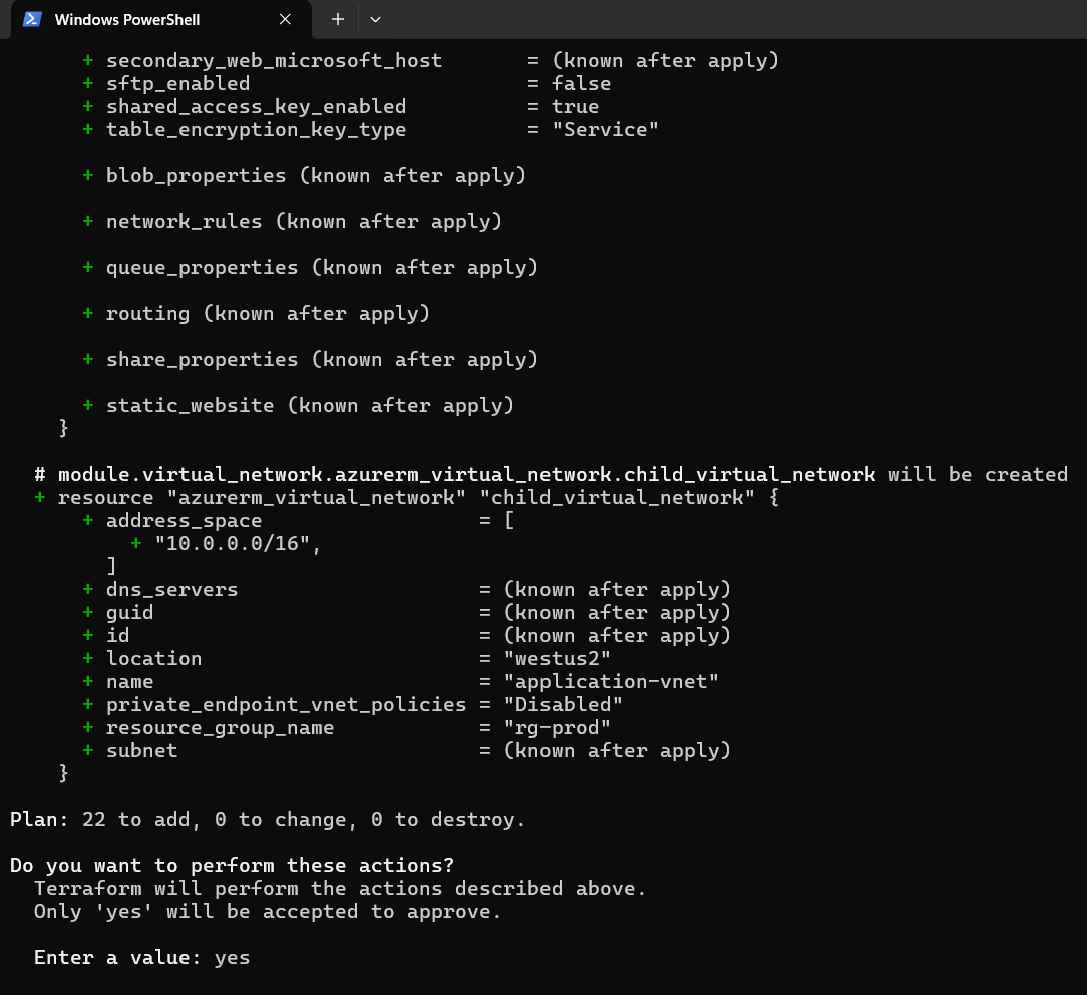 Windows PowerShell
+ secondary_web_microsoft_host = (known after apply)
+ sftp_enabled = false
+ shared_access_key_enabled = true
+ table_encryption_key_type = "Service"
+ blob_properties (known after apply)
+ network_rules (known after apply)
+ queue_properties (known after apply)
+ routing (known after apply)
+ share_properties (known after apply)
+ static_website (known after apply)
}
# module.virtual_network.azurerm_virtual_network.child_virtual_network will be created
+ resource "azurerm_virtual_network" "child_virtual_network" {
+ address_space = [
+ "10.0.0.0/16",
]
+ dns_servers = (known after apply)
+ guid = (known after apply)
+ id = (known after apply)
+ location = "westus2"
+ name = "application-vnet"
+ private_endpoint_vnet_policies = "Disabled"
+ resource_group_name = "rg-prod"
+ subnet = (known after apply)
}
Plan: 22 to add, 0 to change, 0 to destroy.
Do you want to perform these actions?
Terraform will perform the actions described above.
Only 'yes' will be accepted to approve.
Enter a value: yes